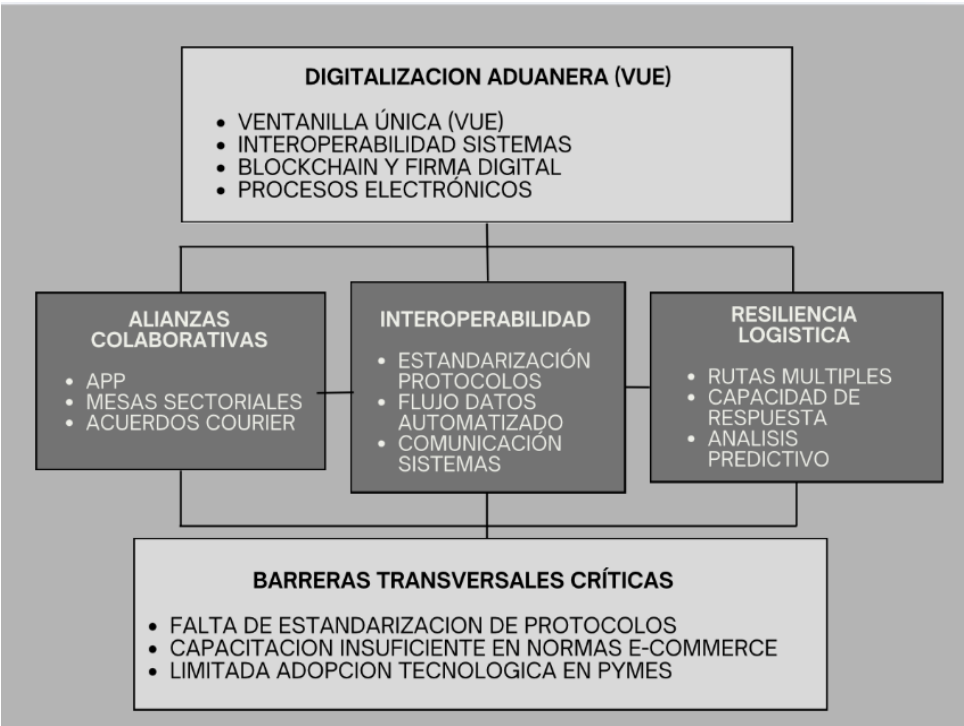 DIGITALIZACION ADUANERA (VUE)
• VENTANILLA ÚNICA (VUE)
• INTEROPERABILIDAD SISTEMAS
• BLOCKCHAIN Y FIRMA DIGITAL
• PROCESOS ELECTRÓNICOS
ALIANZAS
COLABORATIVAS
• APP
• MESAS SECTORIALES
• ACUERDOS COURIER
INTEROPERABILIDAD
• ESTANDARIZACIÓN
PROTOCOLOS
• FLUJO DATOS
AUTOMATIZADO
• COMUNICACIÓN
SISTEMAS
RESILIENCIA
LOGISTICA
• RUTAS MULTIPLES
• CAPACIDAD DE
RESPUESTA
• ANALISIS
PREDICTIVO
BARRERAS TRANSVERSALES CRÍTICAS
• FALTA DE ESTANDARIZACION DE PROTOCOLOS
• CAPACITACION INSUFICIENTE EN NORMAS E-COMMERCE
• LIMITADA ADOPCION TECNOLOGICA EN PYMES